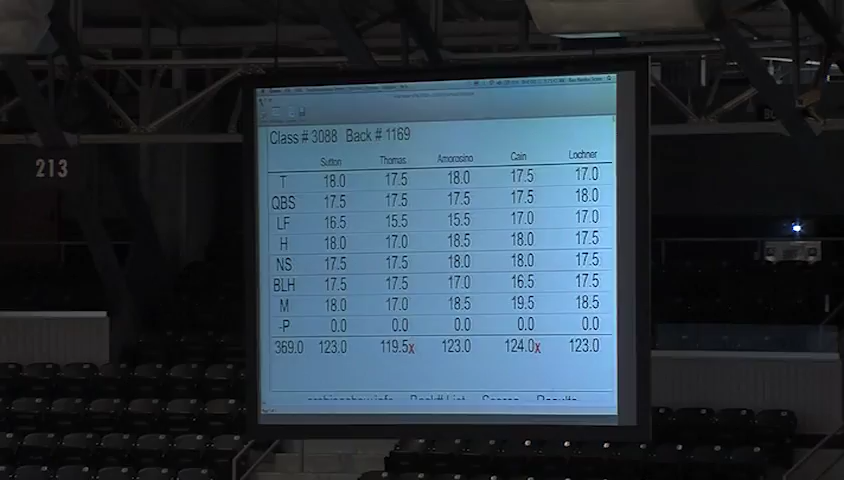 Class # 3088 Back # 1169
Sutton Thomas Amorosino Cain Lochner
T 18.0 17.5 18.0 17.5 17.0
QBS 17.5 17.5 17.5 17.5 18.0
213
LF 16.5 15.5 15.5 17.0 17.0
H 18.0 17.0 18.5 18.0 17.5
NS 17.5 17.5 18.0 18.0 17.5
BLH 17.5 17.5 17.0 16.5 17.5
M 18.0 17.0 18.5 19.5 18.5
-P 0.0 0.0 0.0 0.0 0.0
369.0 123.0 119.5x 123.0 124.0x 123.0
Back# List Scores Results